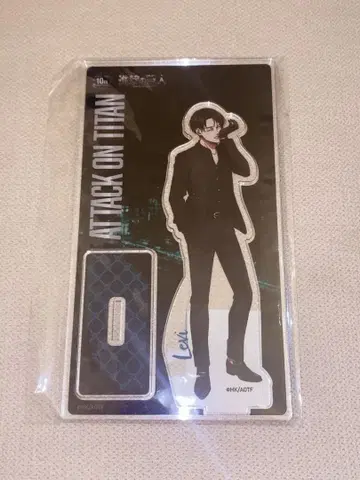 10th
進撃の巨人
ATTACK ON TITAN
Levi
©HK/AOTF